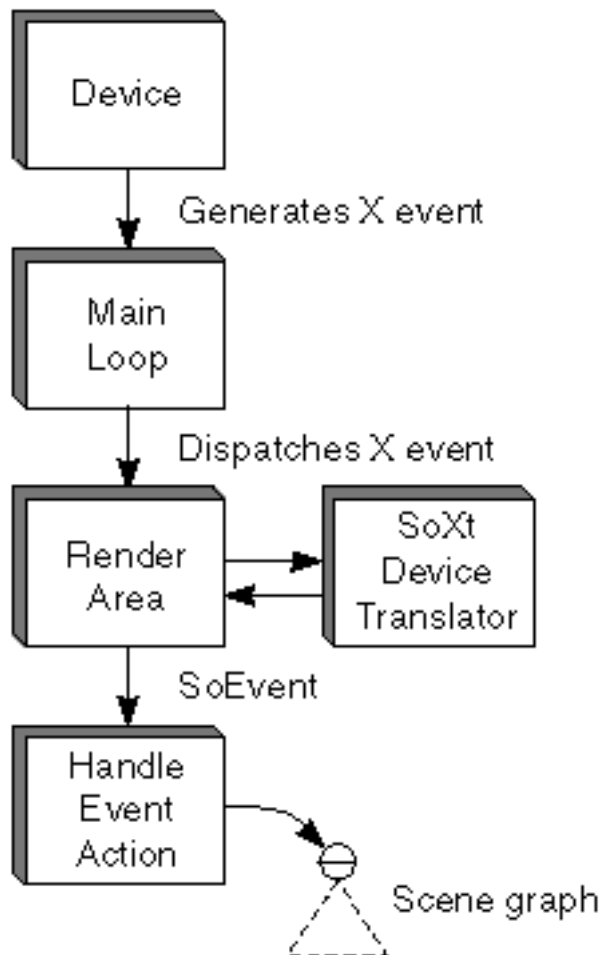 Device
Generates X event
Main
Loop
Dispatches X event
Render
Area
SoXt
Device
Translator
SoEvent
Handle
Event
Action
Scene graph